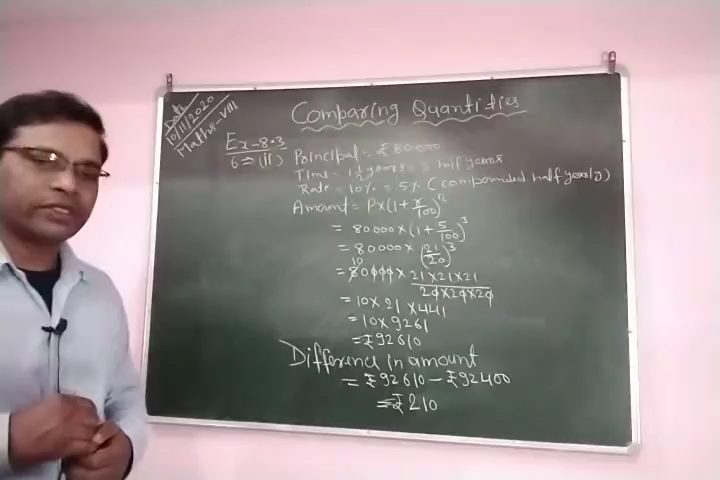 Date
10/11/2020
Maths-VIII
Comparing Quantities
Ex-8.3
6⇒(II) Principal = ₹80000
Time = 1½ years = 3 half years
Rate = 10% = 5% (compounded half yearly)
Amount = P×(1+r/100)ⁿ
= 80000×(1+5/100)³
= 80000×(21/20)³
10
= 80000 × 21×21×21
20×20×20
= 10×21×441
= 10×9261
= ₹92610
Difference in amount
= ₹92610 − ₹92400
= ₹210